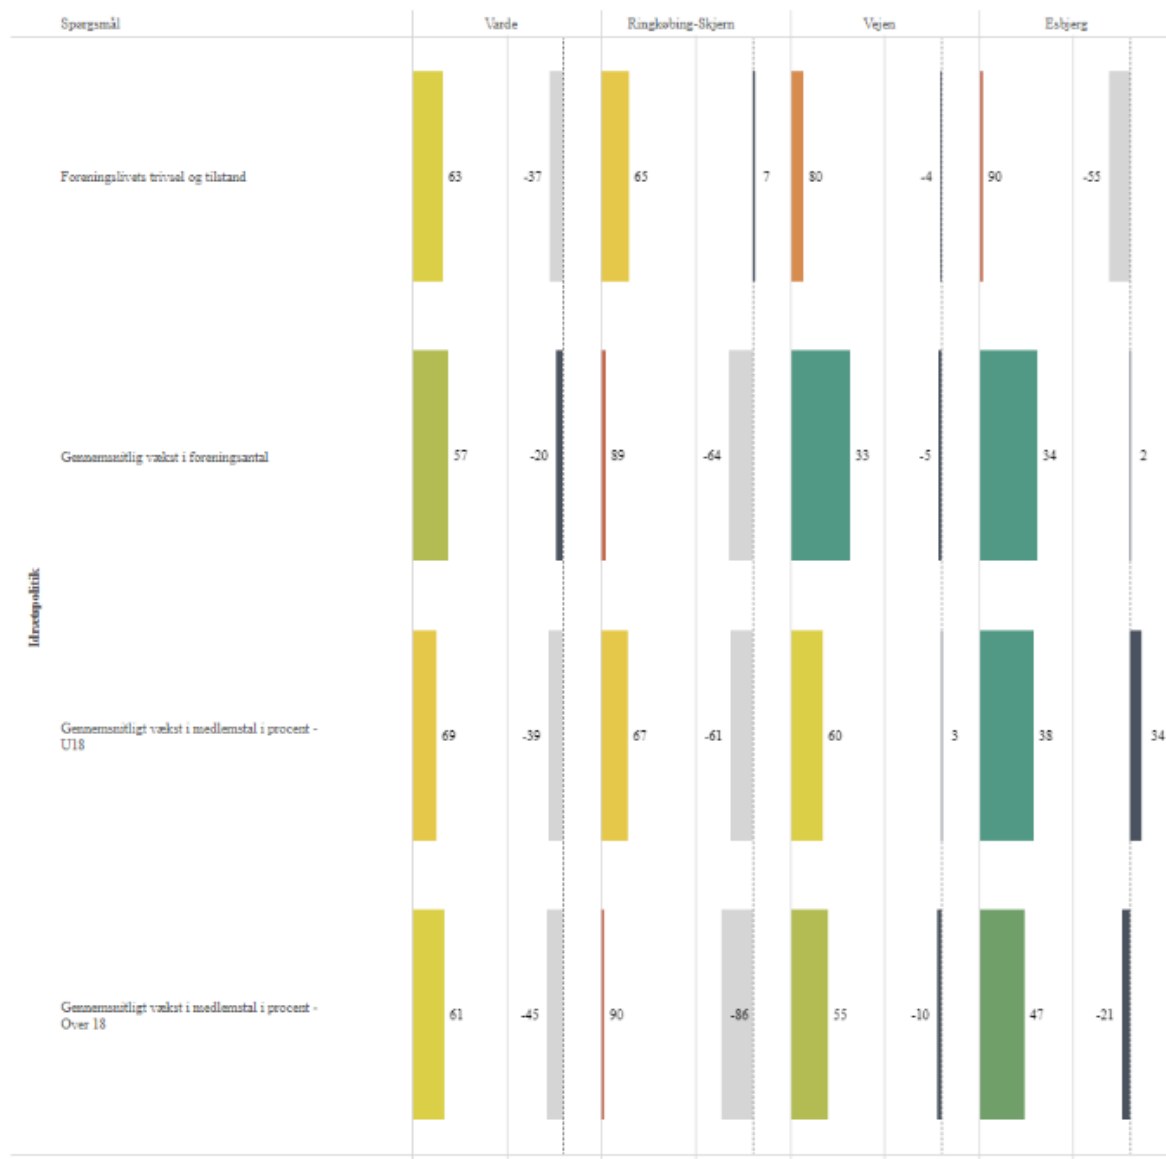 Spørgsmål Varde Ringkøbing-Skjern Vejen Esbjerg
Foreningslivets trivsel og tilstand 63 -37 65 7 80 -4 90 -55
Gennemsnitlig vækst i foreningsantal 57 -20 89 -64 33 -5 34 2
Idrætspolitik
Gennemsnitligt vækst i medlemstal i procent -
U18
69 -39 67 -61 60 3 38 34
Gennemsnitligt vækst i medlemstal i procent -
Over 18
61 -45 90 -86 55 -10 47 -21